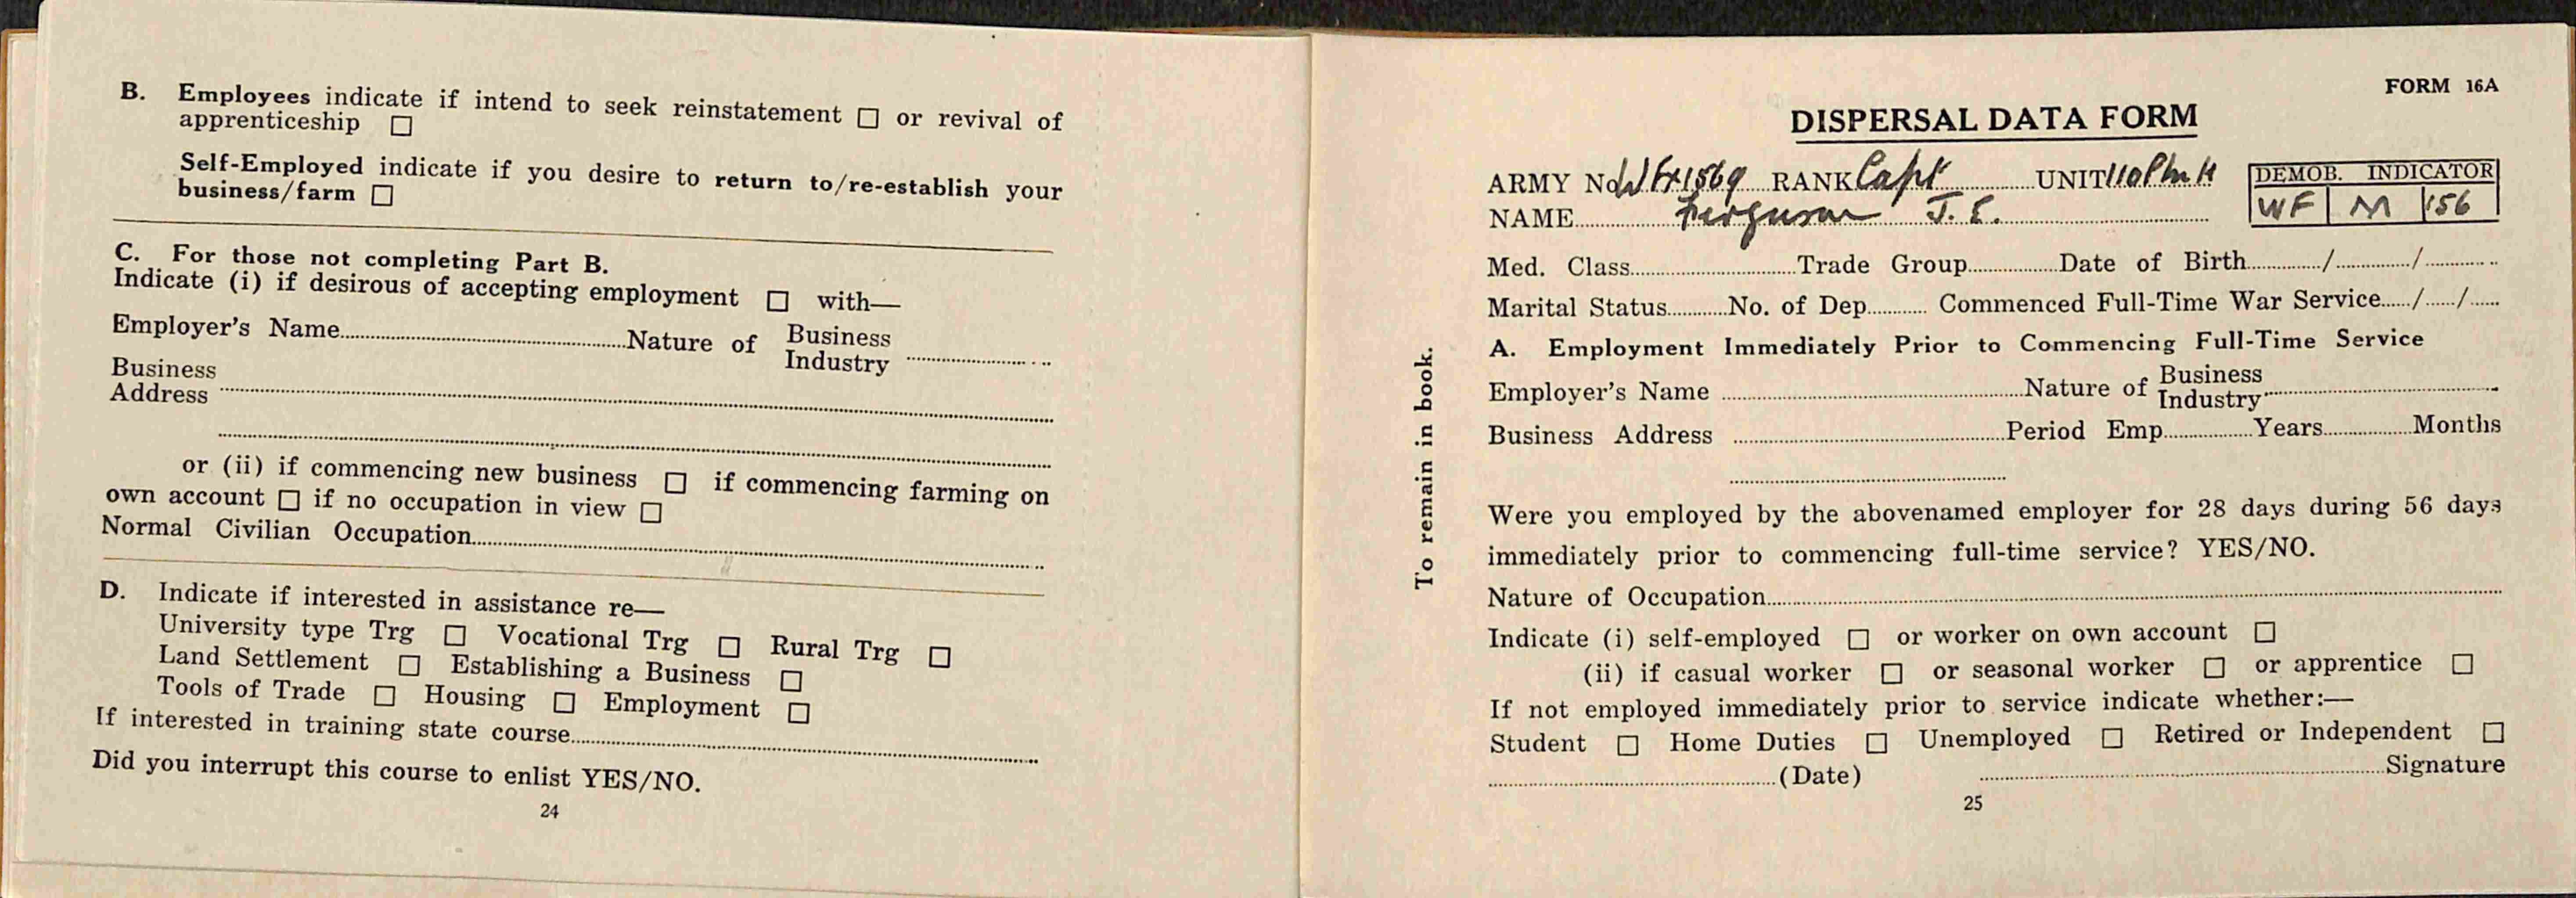 B. Employees indicate if intend to seek reinstatement □ or revival of
apprenticeship □
Self-Employed indicate if you desire to return to/re-establish your
business/farm □
C. For those not completing Part B.
Indicate (i) if desirous of accepting employment □ with—
Employer's Name..........Nature of Business
Industry ..........
Business
Address ..........
or (ii) if commencing new business □ if commencing farming on
own account □ if no occupation in view □
Normal Civilian Occupation..........
D. Indicate if interested in assistance re—
University type Trg □ Vocational Trg □ Rural Trg □
Land Settlement □ Establishing a Business □
Tools of Trade □ Housing □ Employment □
If interested in training state course..........
Did you interrupt this course to enlist YES/NO.
24
To remain in book.
FORM 16A
DISPERSAL DATA FORM
ARMY No. WFX1569 RANK Capt UNIT 110 P.M.H
DEMOB. INDICATOR
WF M 156
NAME Ferguson J. E.
Med. Class..........Trade Group..........Date of Birth....../....../......
Marital Status..........No. of Dep.......... Commenced Full-Time War Service....../....../......
A. Employment Immediately Prior to Commencing Full-Time Service
Employer's Name ..........Nature of Business
Industry ..........
Business Address ..........Period Emp..........Years..........Months
Were you employed by the abovenamed employer for 28 days during 56 days
immediately prior to commencing full-time service? YES/NO.
Nature of Occupation..........
Indicate (i) self-employed □ or worker on own account □
(ii) if casual worker □ or seasonal worker □ or apprentice □
If not employed immediately prior to service indicate whether:—
Student □ Home Duties □ Unemployed □ Retired or Independent □
..........(Date) ..........Signature
25